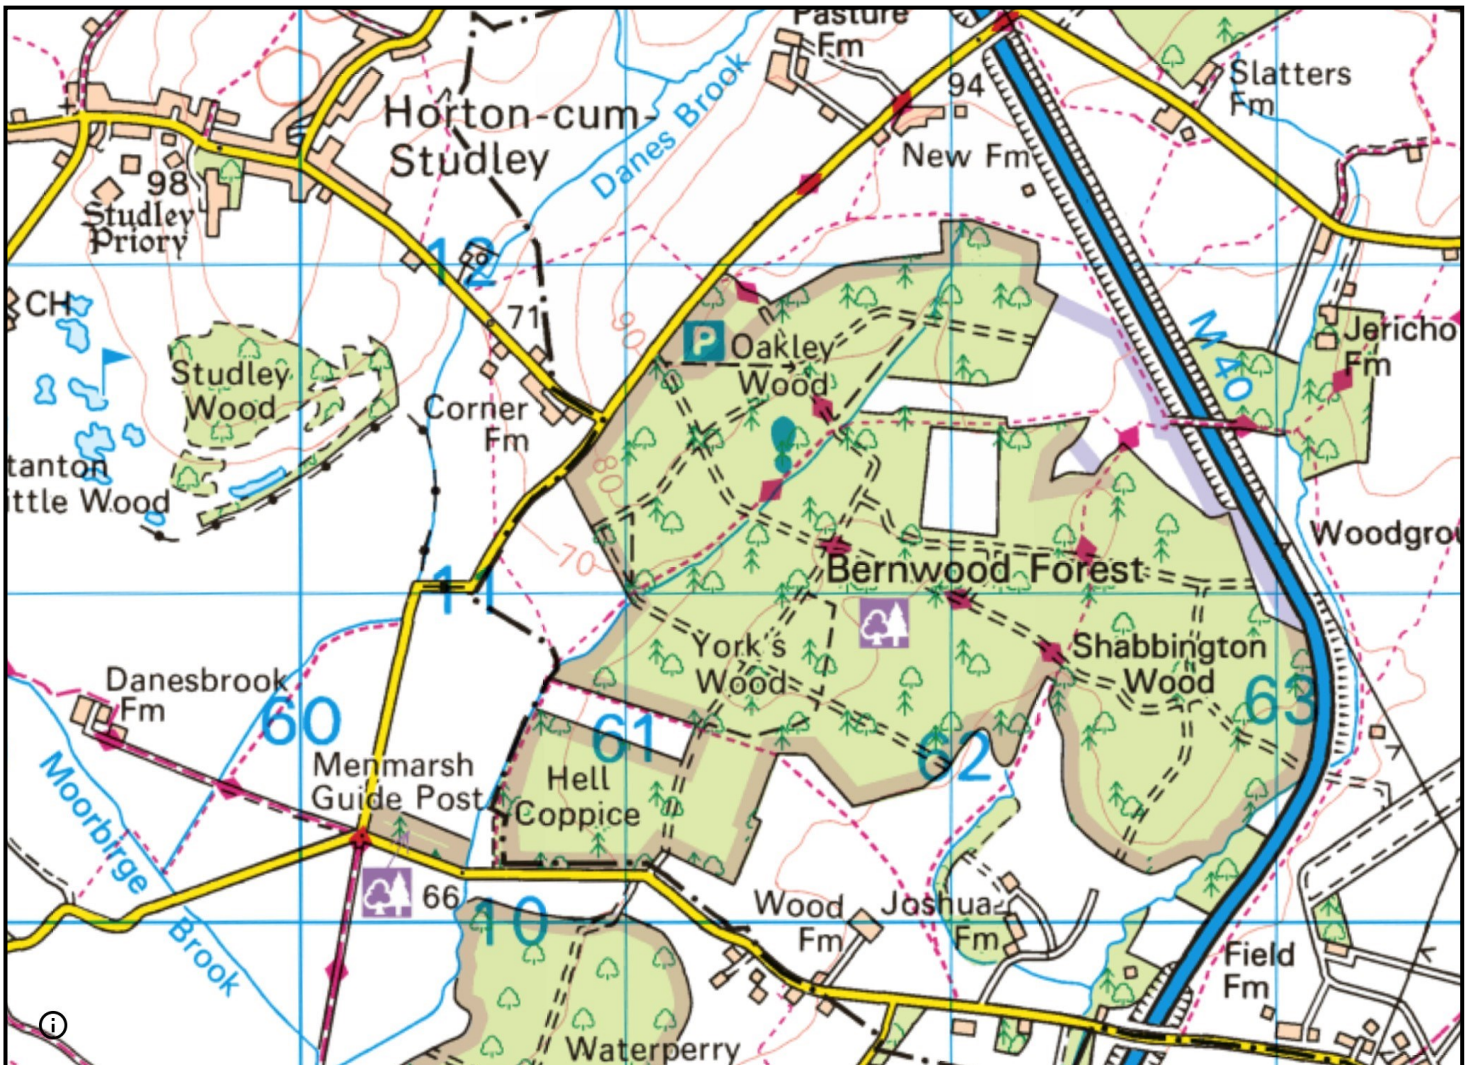 Pasture
Fm
Slatters
Fm
94
Horton-cum-
Studley
Danes Brook
New Fm
98
Studley
Priory
12
CH
71
90
M 40
Jericho
Fm
P
Oakley
Wood
Studley
Wood
Corner
Fm
tanton
ittle Wood
80
70
Woodgrou
11
Bernwood Forest
York's
Wood
Shabbington
Wood
Danesbrook
Fm
60
61
62
63
Moorbirge
Brook
Menmarsh
Guide Post
Hell
Coppice
66
10
Wood
Fm
Joshua
Fm
Field
Fm
Waterperry